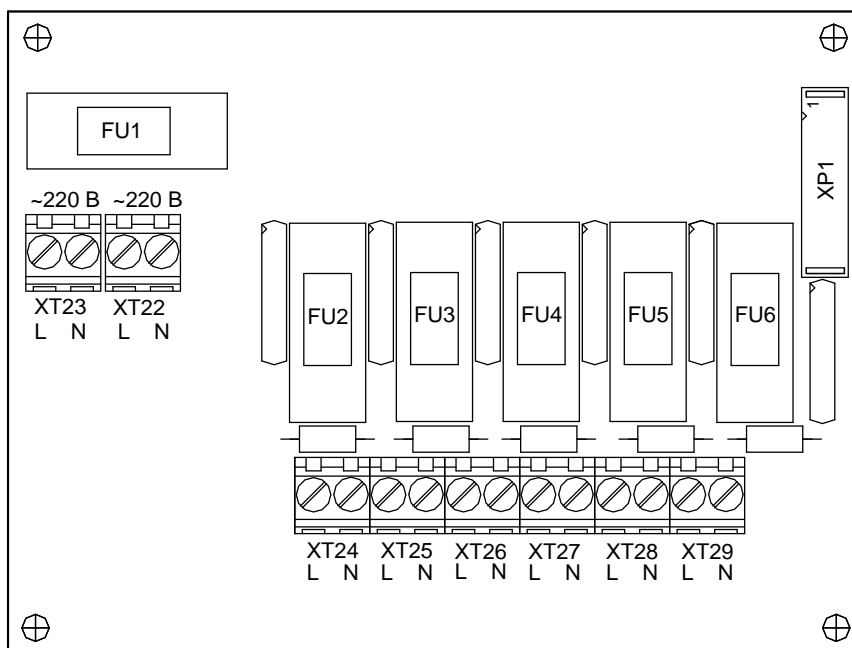 FU1
1
XP1
~220 В ~220 В
XT23 XT22
L N L N
FU2 FU3 FU4 FU5 FU6
XT24 XT25 XT26 XT27 XT28 XT29
L N L N L N L N L N L N